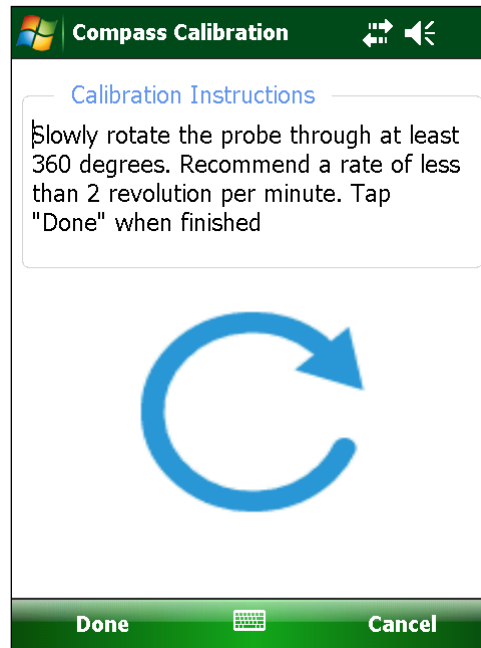 Compass Calibration
Calibration Instructions
Slowly rotate the probe through at least
360 degrees. Recommend a rate of less
than 2 revolution per minute. Tap
"Done" when finished
Done
Cancel